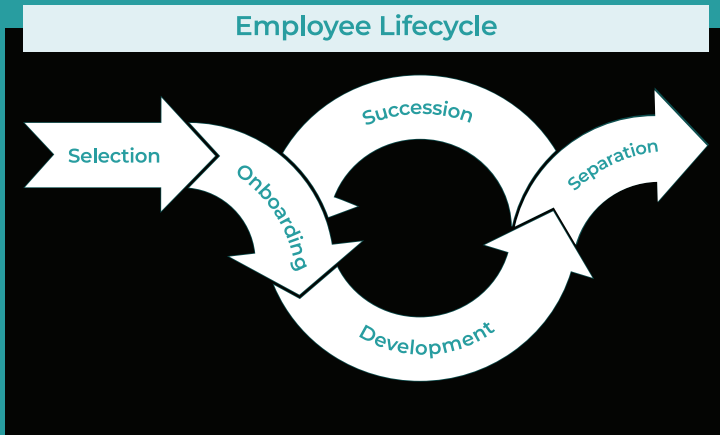 Employee Lifecycle
Selection
Onboarding
Succession
Development
Separation